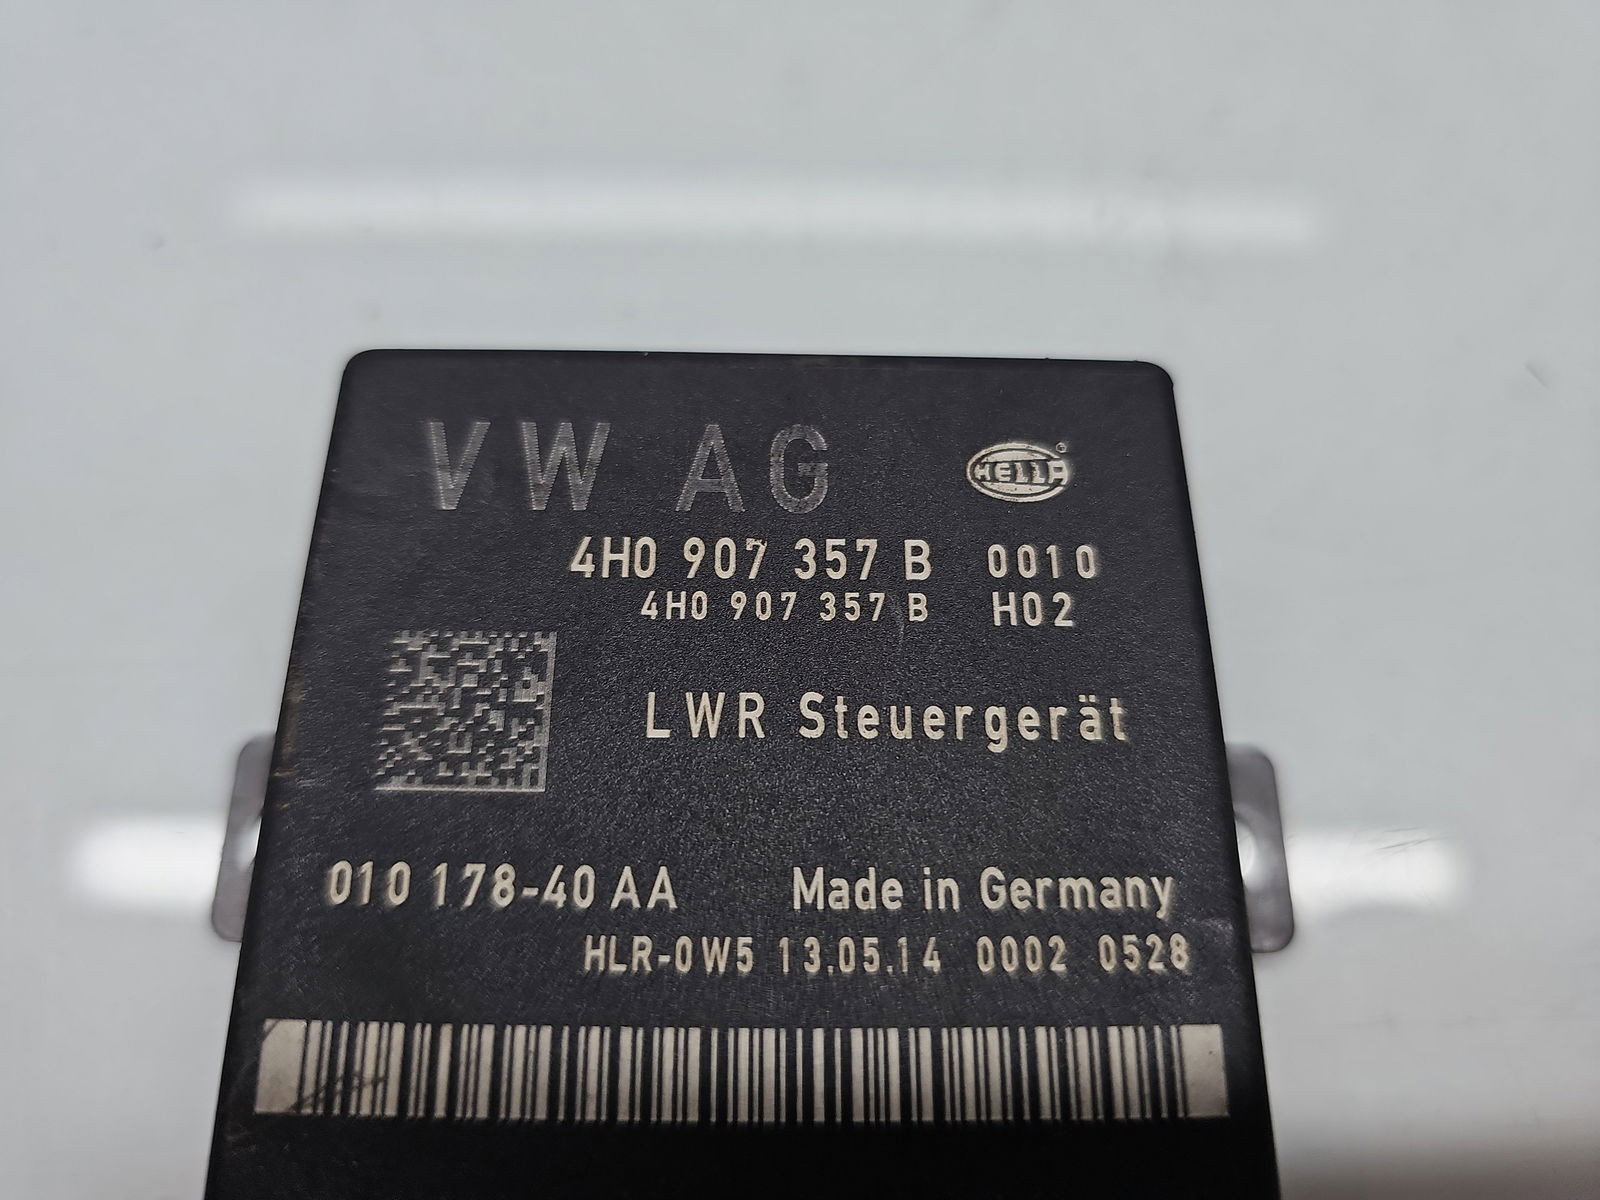 VW AG HELLA®
4H0 907 357 B 0010
4H0 907 357 B H02
LWR Steuergerät
010 178-40 AA Made in Germany
HLR-0W5 13.05.14 0002 0528